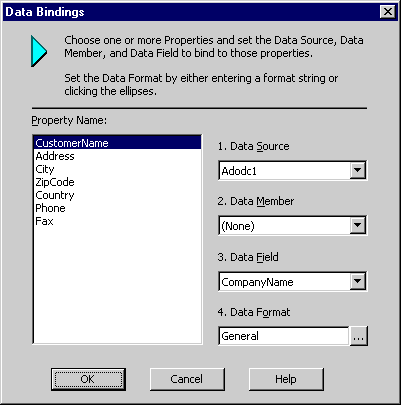 Data Bindings
Choose one or more Properties and set the Data Source, Data
Member, and Data Field to bind to those properties.
Set the Data Format by either entering a format string or
clicking the ellipses.
Property Name:
CustomerName
Address
City
ZipCode
Country
Phone
Fax
1. Data Source
Adodc1
2. Data Member
(None)
3. Data Field
CompanyName
4. Data Format
General
...
OK
Cancel
Help